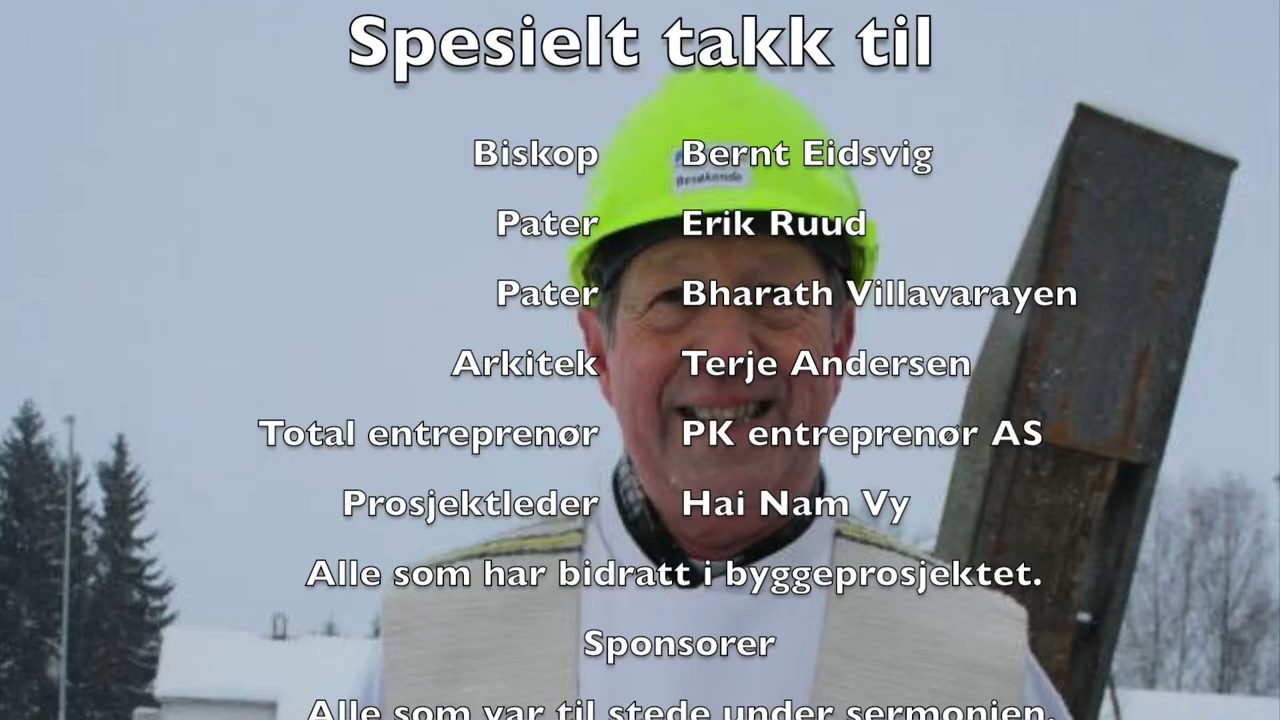 Spesielt takk til
Biskop Bernt Eidsvig
Besøkende
Pater Erik Ruud
Pater Bharath Villavarayen
Arkitek Terje Andersen
Total entreprenør PK entreprenør AS
Prosjektleder Hai Nam Vy
Alle som har bidratt i byggeprosjektet.
Sponsorer
Alle som var til stede under sermonien.